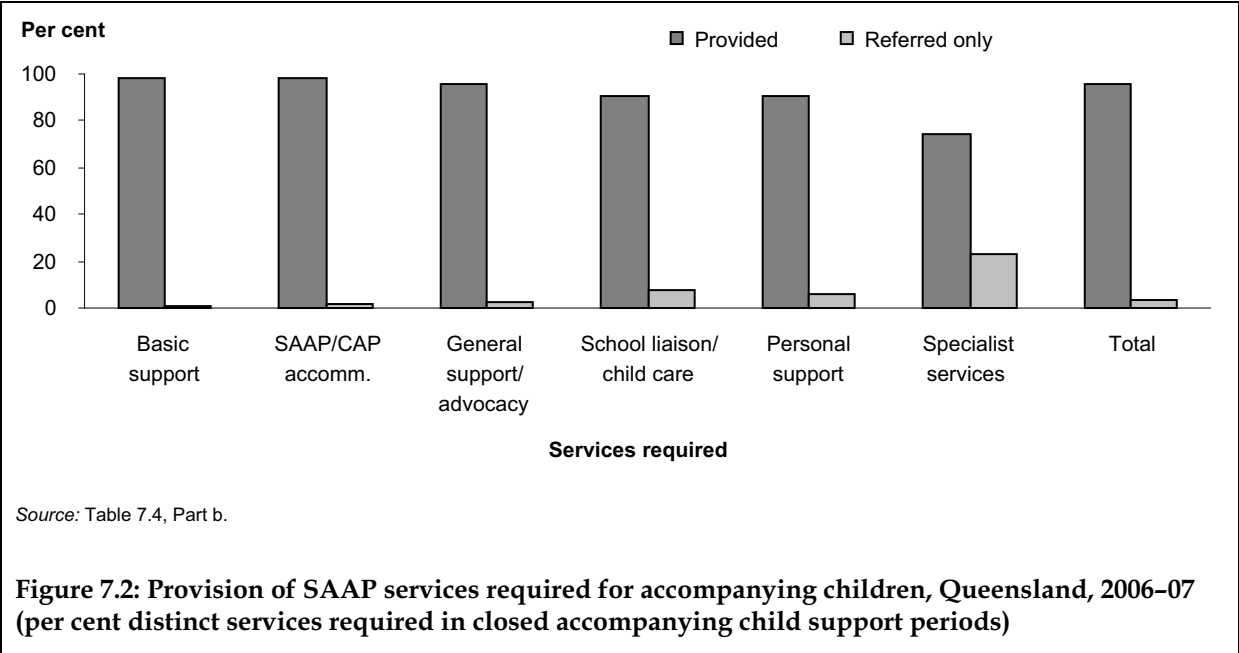 Per cent
Provided
Referred only
100
80
60
40
20
0
Basic
support
SAAP/CAP
accomm.
General
support/
advocacy
School liaison/
child care
Personal
support
Specialist
services
Total
Services required
Source: Table 7.4, Part b.
Figure 7.2: Provision of SAAP services required for accompanying children, Queensland, 2006–07
(per cent distinct services required in closed accompanying child support periods)